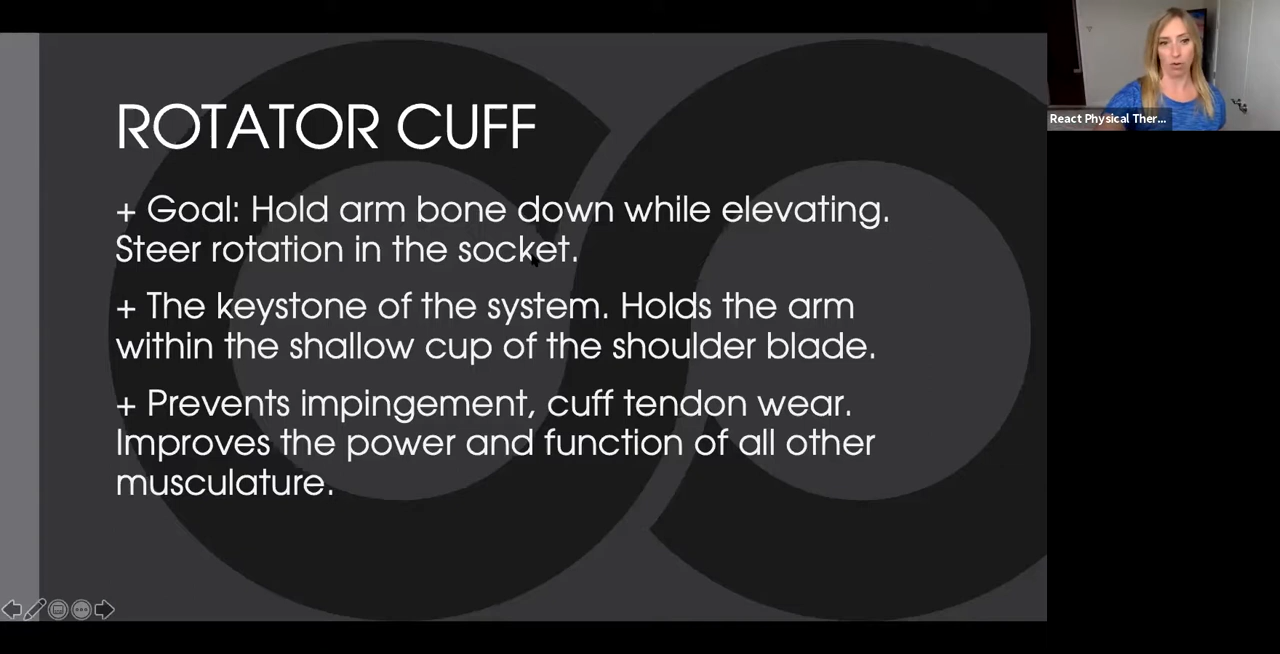 ROTATOR CUFF
+ Goal: Hold arm bone down while elevating.
Steer rotation in the socket.
+ The keystone of the system. Holds the arm
within the shallow cup of the shoulder blade.
+ Prevents impingement, cuff tendon wear.
Improves the power and function of all other
musculature.
React Physical Ther...